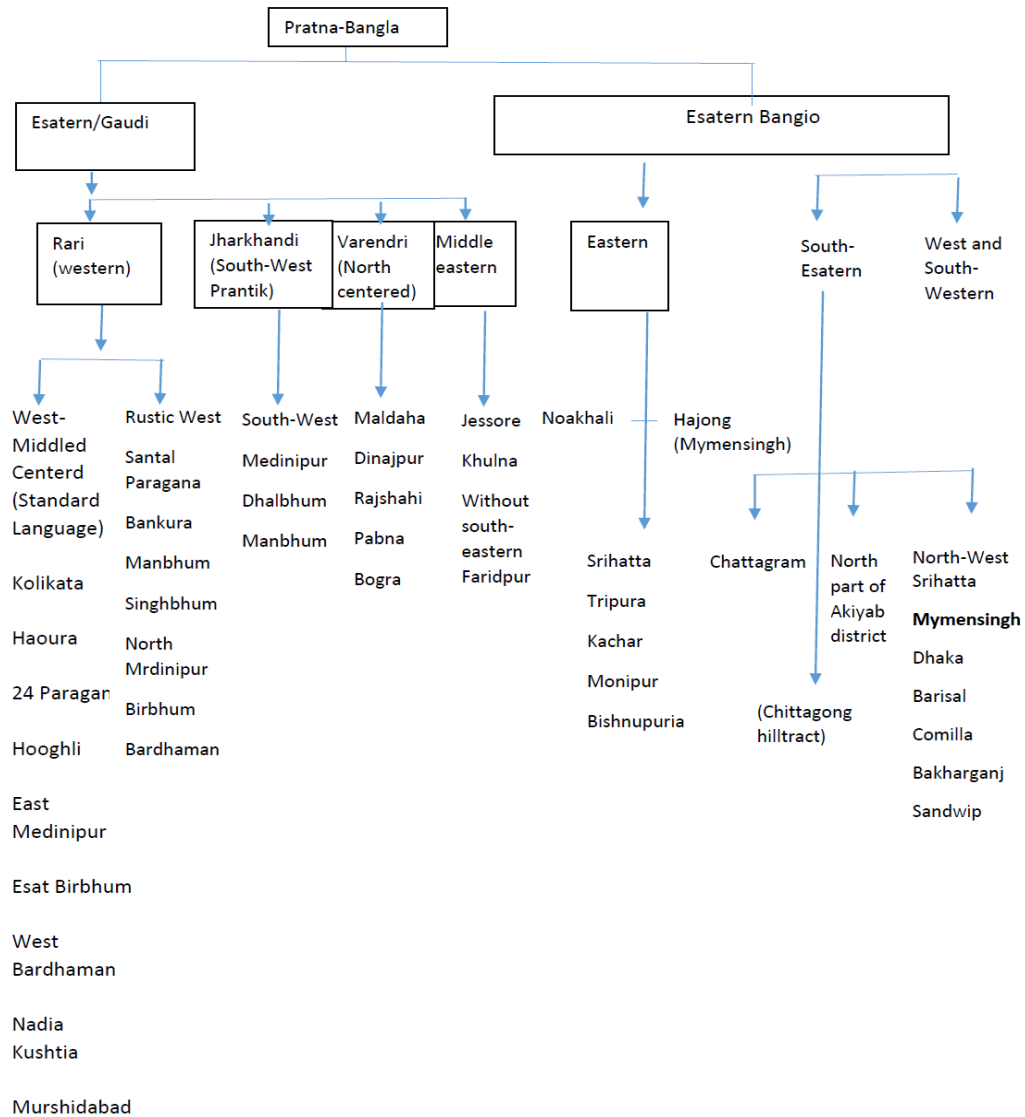 Pratna-Bangla
Esatern/Gaudi
Esatern Bangio
Rari
(western)
Jharkhandi
(South-West
Prantik)
Varendri
(North
centered)
Middle
eastern
Eastern
South-
Esatern
West and
South-
Western
West-
Middled
Centerd
(Standard
Language)
Kolikata
Haoura
24 Paragan
Hooghli
East
Medinipur
Esat Birbhum
West
Bardhaman
Nadia
Kushtia
Murshidabad
Rustic West
Santal
Paragana
Bankura
Manbhum
Singhbhum
North
Mrdinipur
Birbhum
Bardhaman
South-West
Medinipur
Dhalbhum
Manbhum
Maldaha
Dinajpur
Rajshahi
Pabna
Bogra
Jessore
Khulna
Without
south-
eastern
Faridpur
Noakhali
Hajong
(Mymensingh)
Srihatta
Tripura
Kachar
Monipur
Bishnupuria
Chattagram
(Chittagong
hilltract)
North
part of
Akiyab
district
North-West
Srihatta
Mymensingh
Dhaka
Barisal
Comilla
Bakharganj
Sandwip